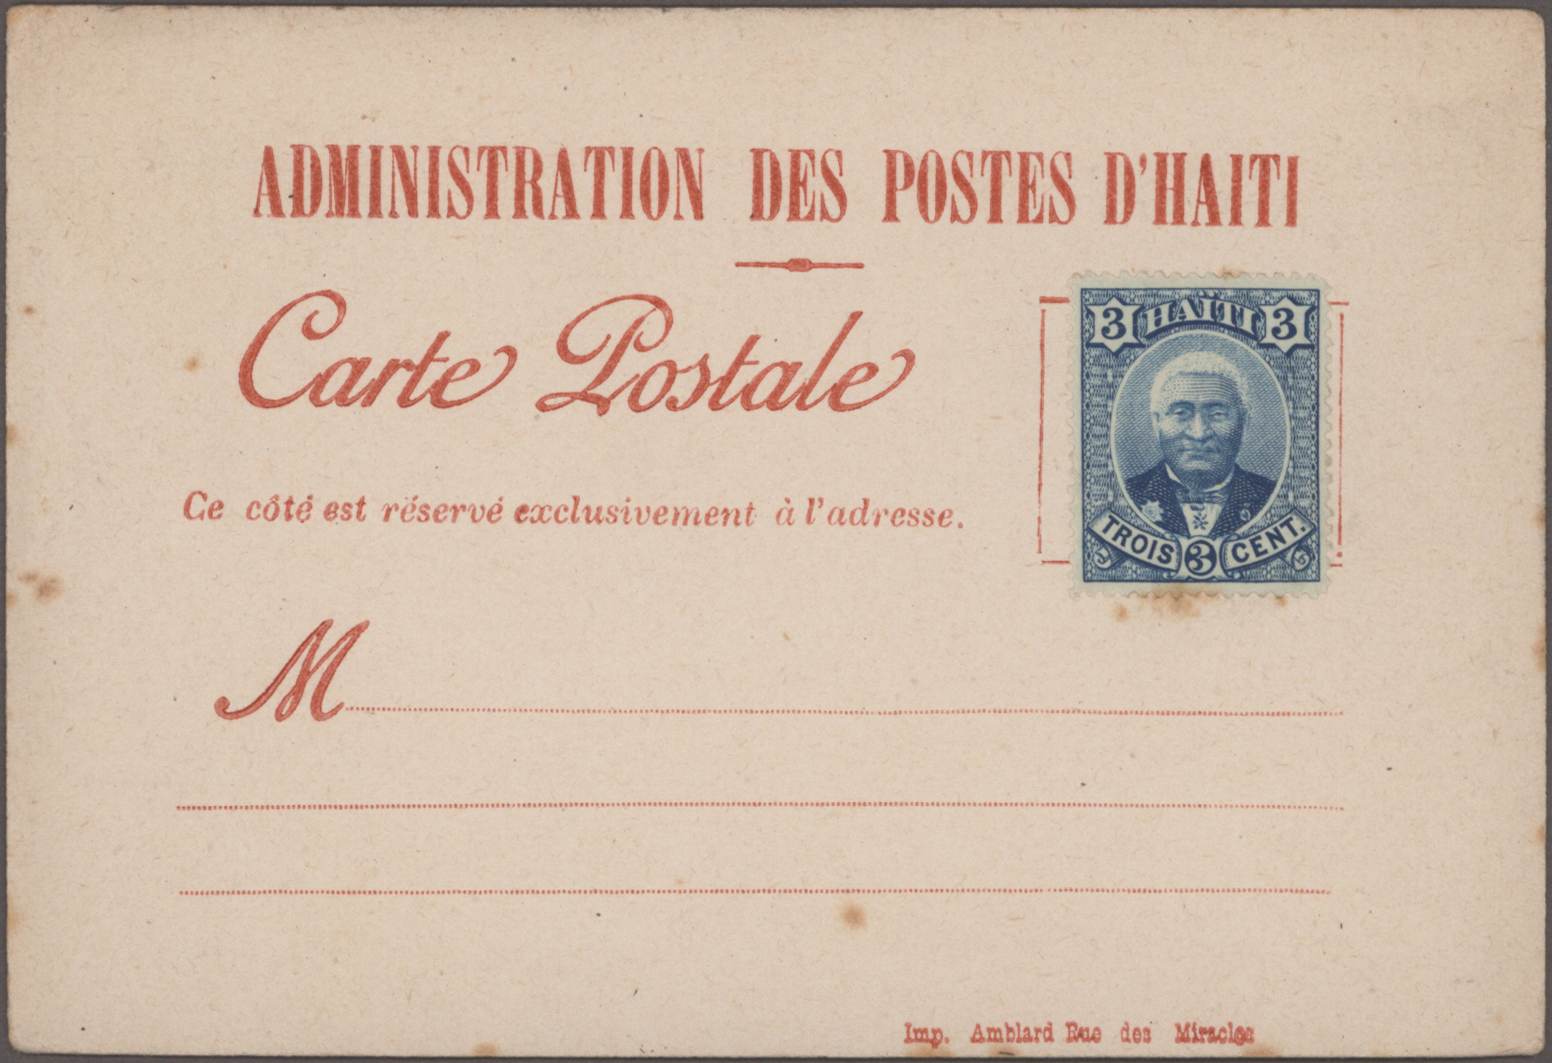 ADMINISTRATION DES POSTES D'HAITI
Carte Postale
3 HAÏTI 3
TROIS 3 CENT.
Ce côté est réservé exclusivement à l'adresse.
M
Imp. Amblard Rue des Miracles